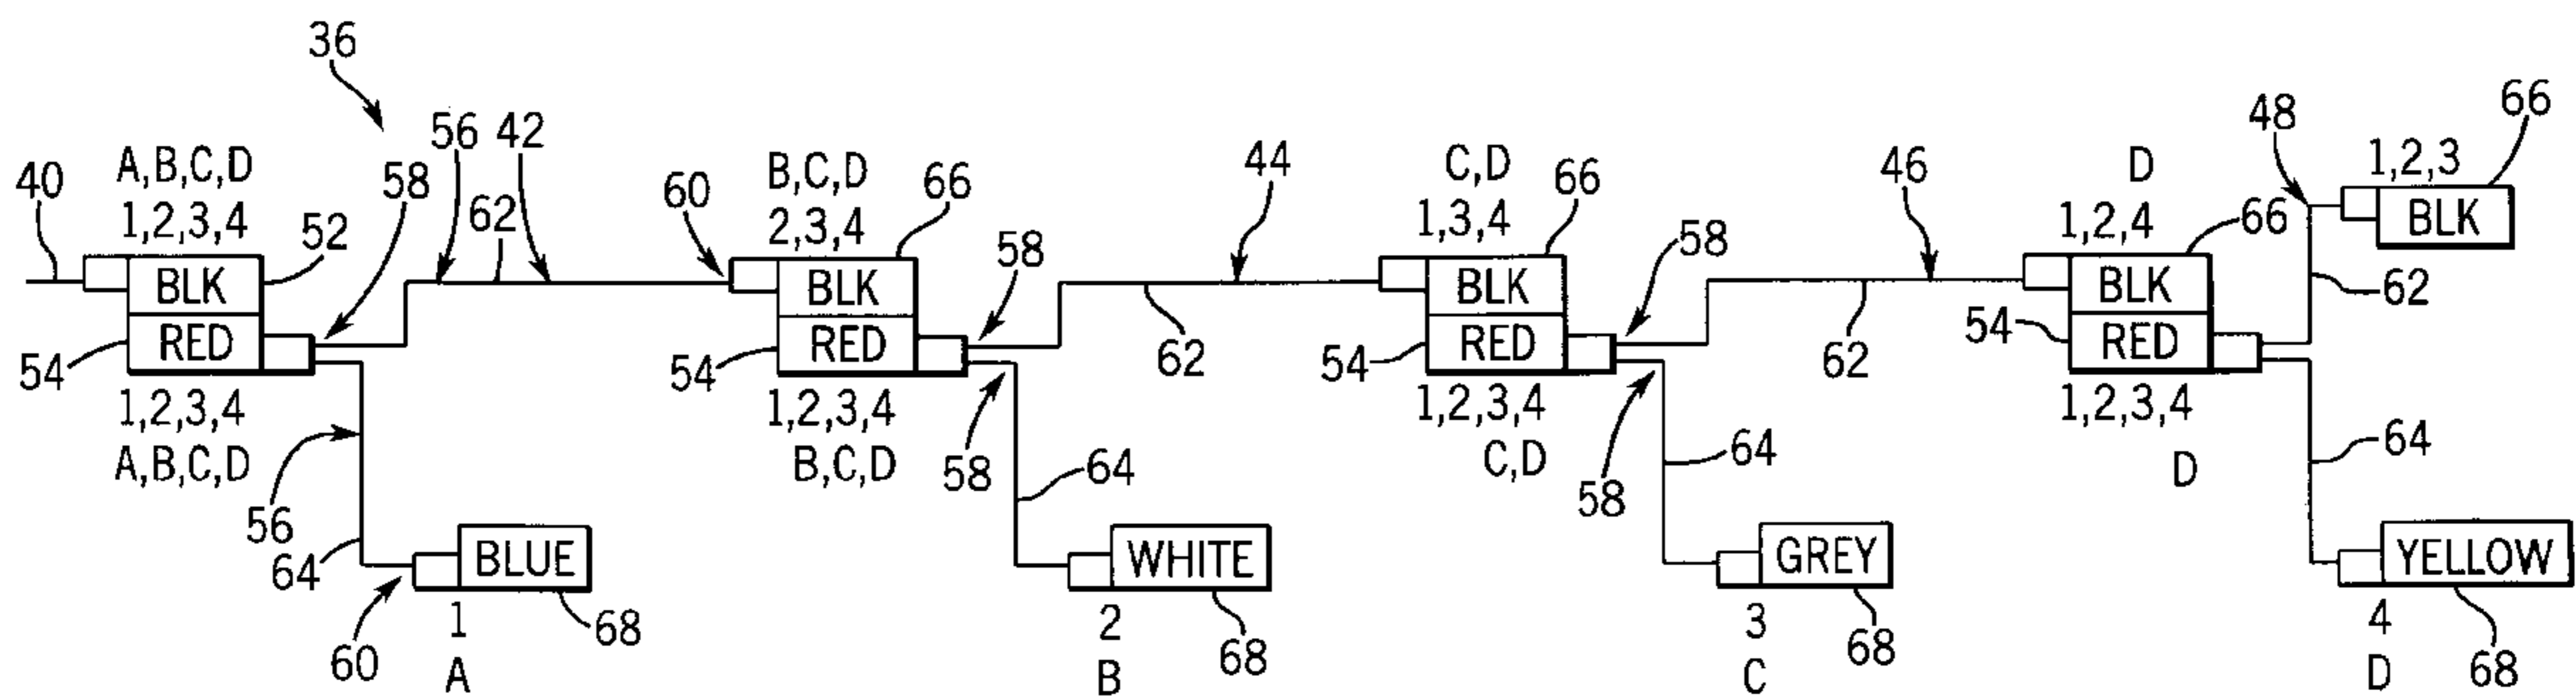 36
40
A,B,C,D
1,2,3,4
52
58
56
42
62
BLK
RED
54
1,2,3,4
A,B,C,D
56
64
60
BLUE
68
1
A
60
B,C,D
2,3,4
66
BLK
RED
54
1,2,3,4
B,C,D
58
58
62
44
64
WHITE
68
2
B
C,D
1,3,4
66
BLK
RED
54
1,2,3,4
C,D
58
58
62
46
64
GREY
68
3
C
D
1,2,4
66
BLK
RED
54
1,2,3,4
D
48
1,2,3
66
BLK
62
64
YELLOW
68
4
D